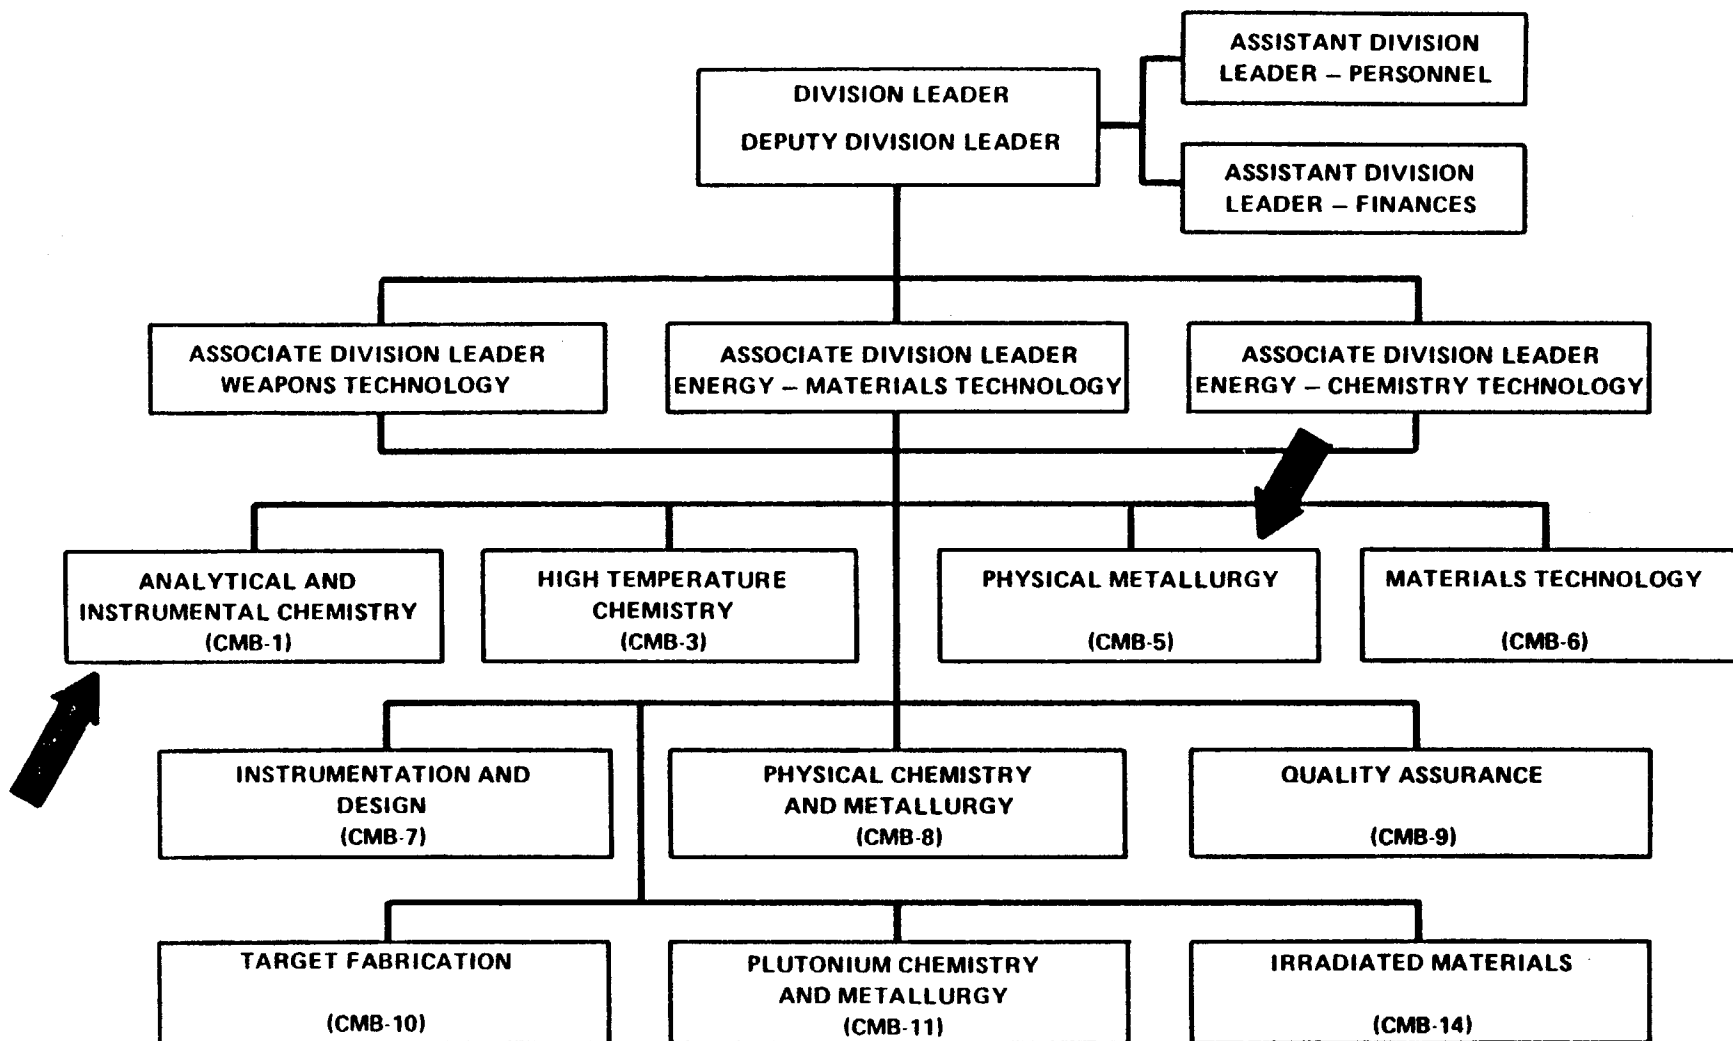 ASSISTANT DIVISION
LEADER – PERSONNEL
DIVISION LEADER
DEPUTY DIVISION LEADER
ASSISTANT DIVISION
LEADER – FINANCES
ASSOCIATE DIVISION LEADER
WEAPONS TECHNOLOGY
ASSOCIATE DIVISION LEADER
ENERGY – MATERIALS TECHNOLOGY
ASSOCIATE DIVISION LEADER
ENERGY – CHEMISTRY TECHNOLOGY
ANALYTICAL AND
INSTRUMENTAL CHEMISTRY
(CMB-1)
HIGH TEMPERATURE
CHEMISTRY
(CMB-3)
PHYSICAL METALLURGY
(CMB-5)
MATERIALS TECHNOLOGY
(CMB-6)
INSTRUMENTATION AND
DESIGN
(CMB-7)
PHYSICAL CHEMISTRY
AND METALLURGY
(CMB-8)
QUALITY ASSURANCE
(CMB-9)
TARGET FABRICATION
(CMB-10)
PLUTONIUM CHEMISTRY
AND METALLURGY
(CMB-11)
IRRADIATED MATERIALS
(CMB-14)